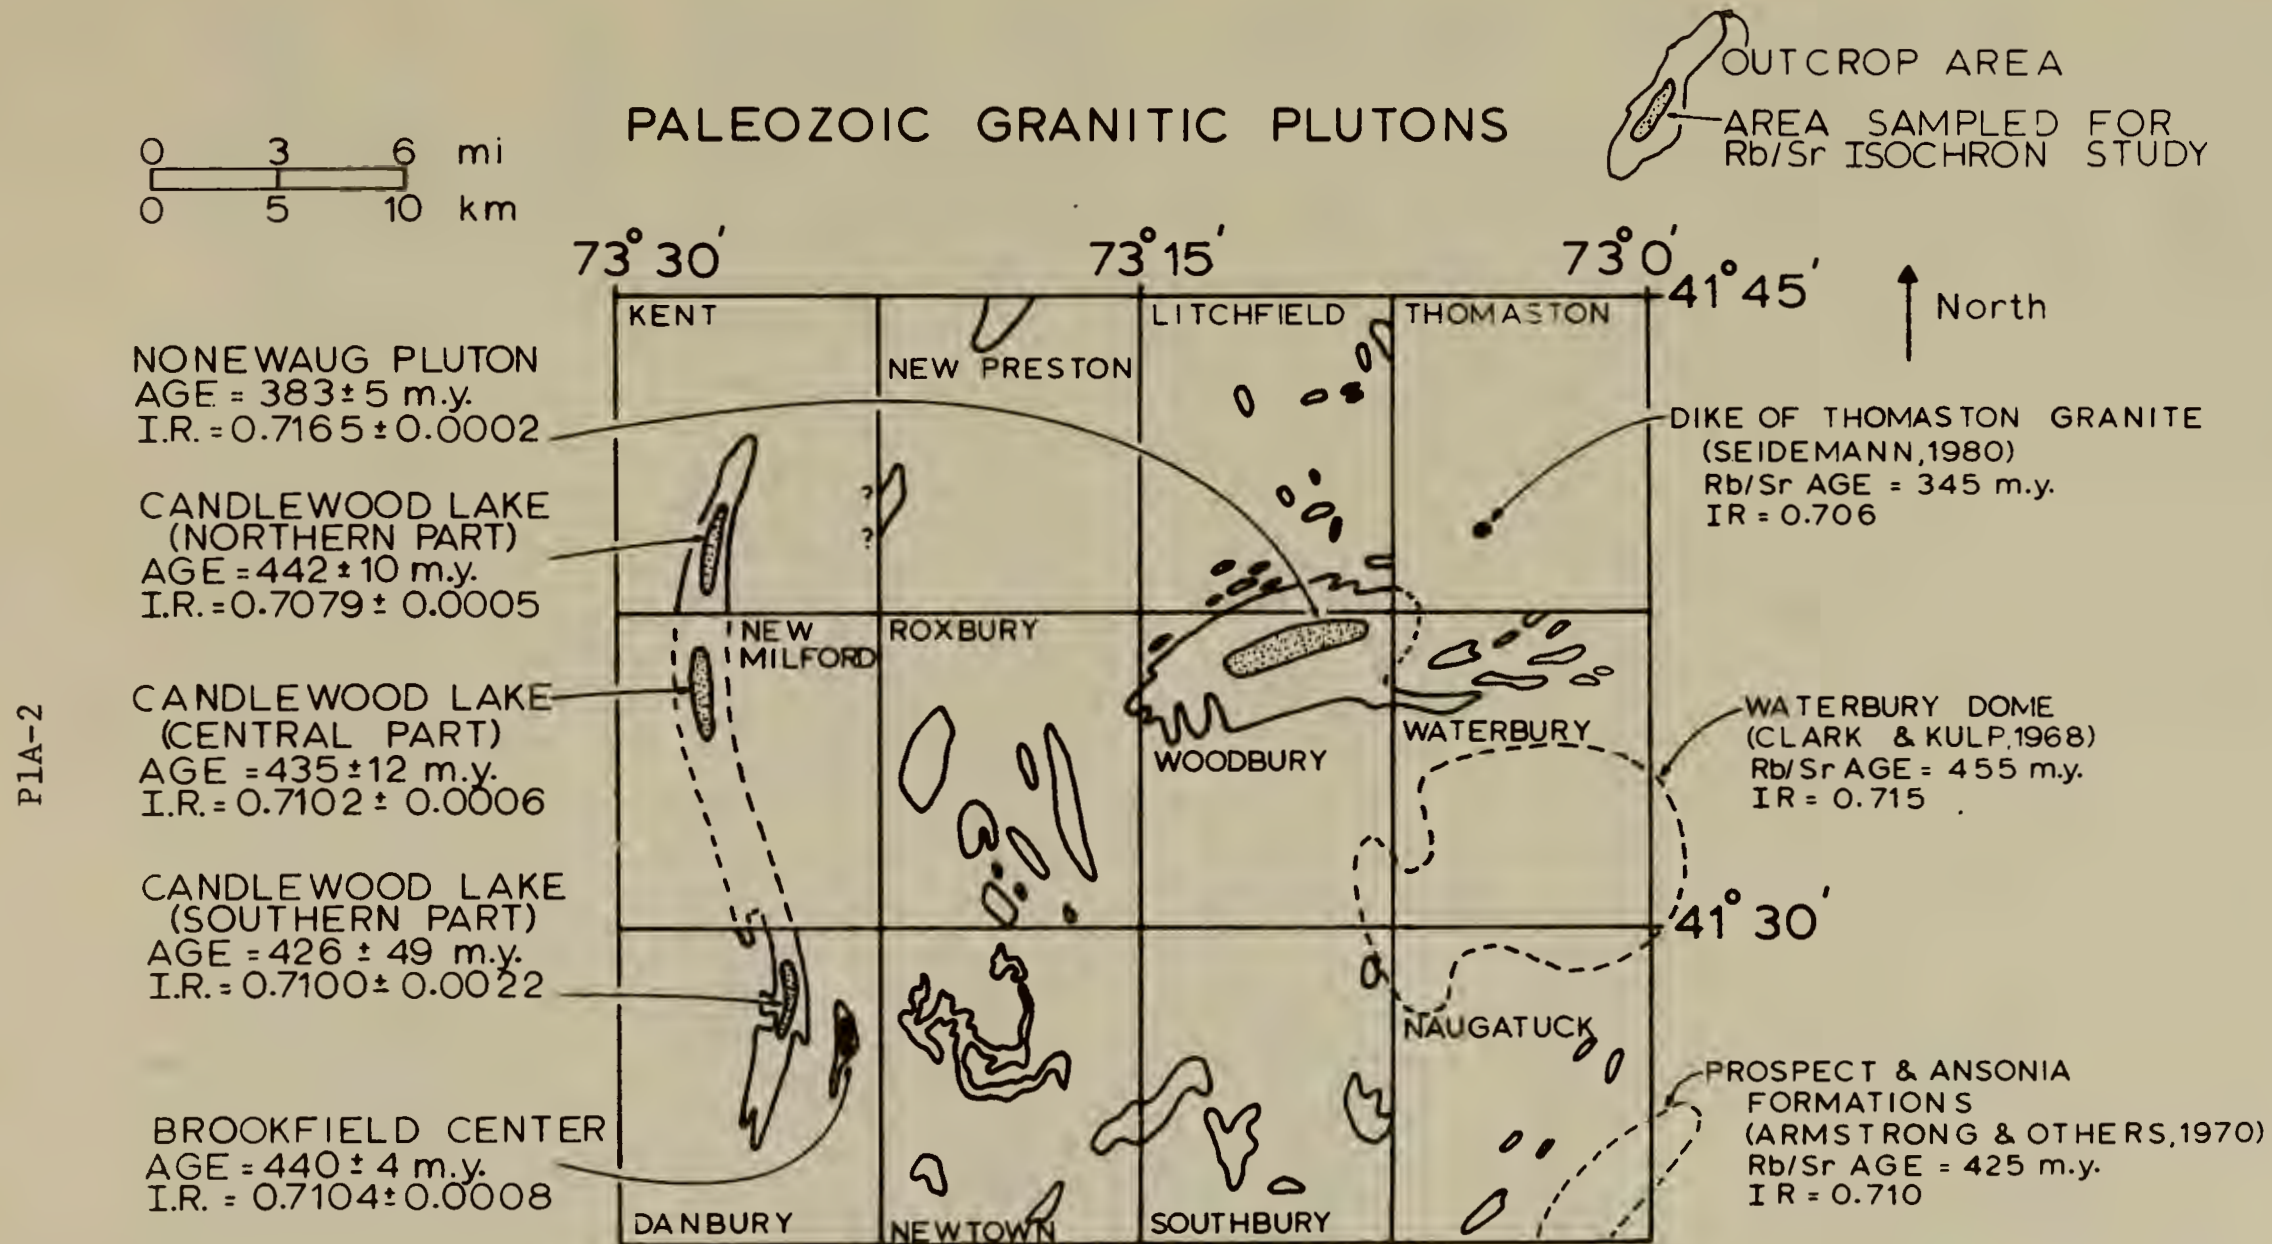 PALEOZOIC GRANITIC PLUTONS
OUTCROP AREA
AREA SAMPLED FOR
Rb/Sr ISOCHRON STUDY
0 3 6 mi
0 5 10 km
73° 30′ 73° 15′ 73° 0′
41° 45′
North
KENT
NEW PRESTON
LITCHFIELD
THOMASTON
NONEWAUG PLUTON
AGE = 383 ± 5 m.y.
I.R. = 0.7165 ± 0.0002
CANDLEWOOD LAKE
(NORTHERN PART)
AGE = 442 ± 10 m.y.
I.R. = 0.7079 ± 0.0005
?
?
DIKE OF THOMASTON GRANITE
(SEIDEMANN, 1980)
Rb/Sr AGE = 345 m.y.
IR = 0.706
NEW
MILFORD
ROXBURY
WOODBURY
WATERBURY
CANDLEWOOD LAKE
(CENTRAL PART)
AGE = 435 ± 12 m.y.
I.R. = 0.7102 ± 0.0006
WATERBURY DOME
(CLARK & KULP, 1968)
Rb/Sr AGE = 455 m.y.
IR = 0.715
P1A-2
CANDLEWOOD LAKE
(SOUTHERN PART)
AGE = 426 ± 49 m.y.
I.R. = 0.7100 ± 0.0022
41° 30′
NAUGATUCK
BROOKFIELD CENTER
AGE = 440 ± 4 m.y.
I.R. = 0.7104 ± 0.0008
PROSPECT & ANSONIA
FORMATIONS
(ARMSTRONG & OTHERS, 1970)
Rb/Sr AGE = 425 m.y.
IR = 0.710
DANBURY
NEWTOWN
SOUTHBURY